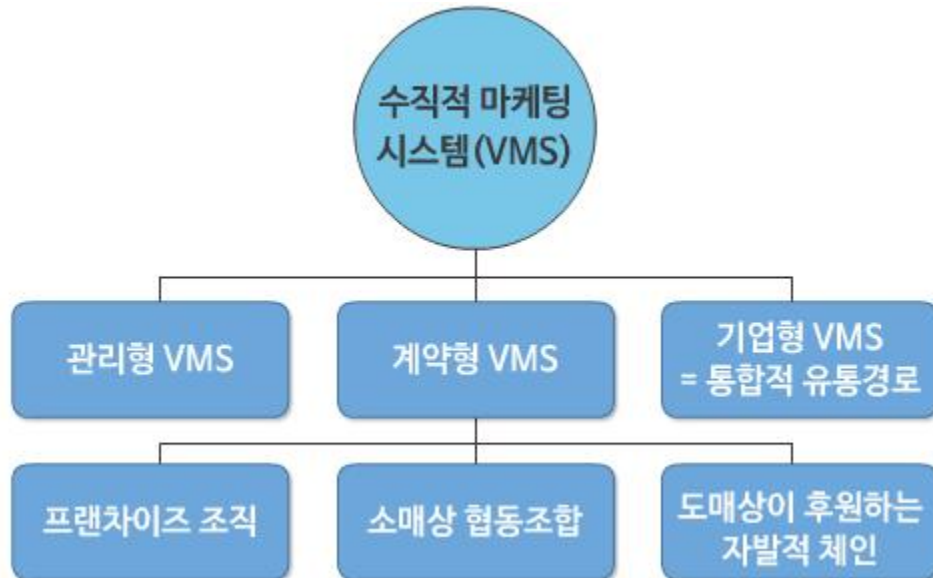 수직적 마케팅
시스템(VMS)
관리형 VMS
계약형 VMS
기업형 VMS
= 통합적 유통경로
프랜차이즈 조직
소매상 협동조합
도매상이 후원하는
자발적 체인